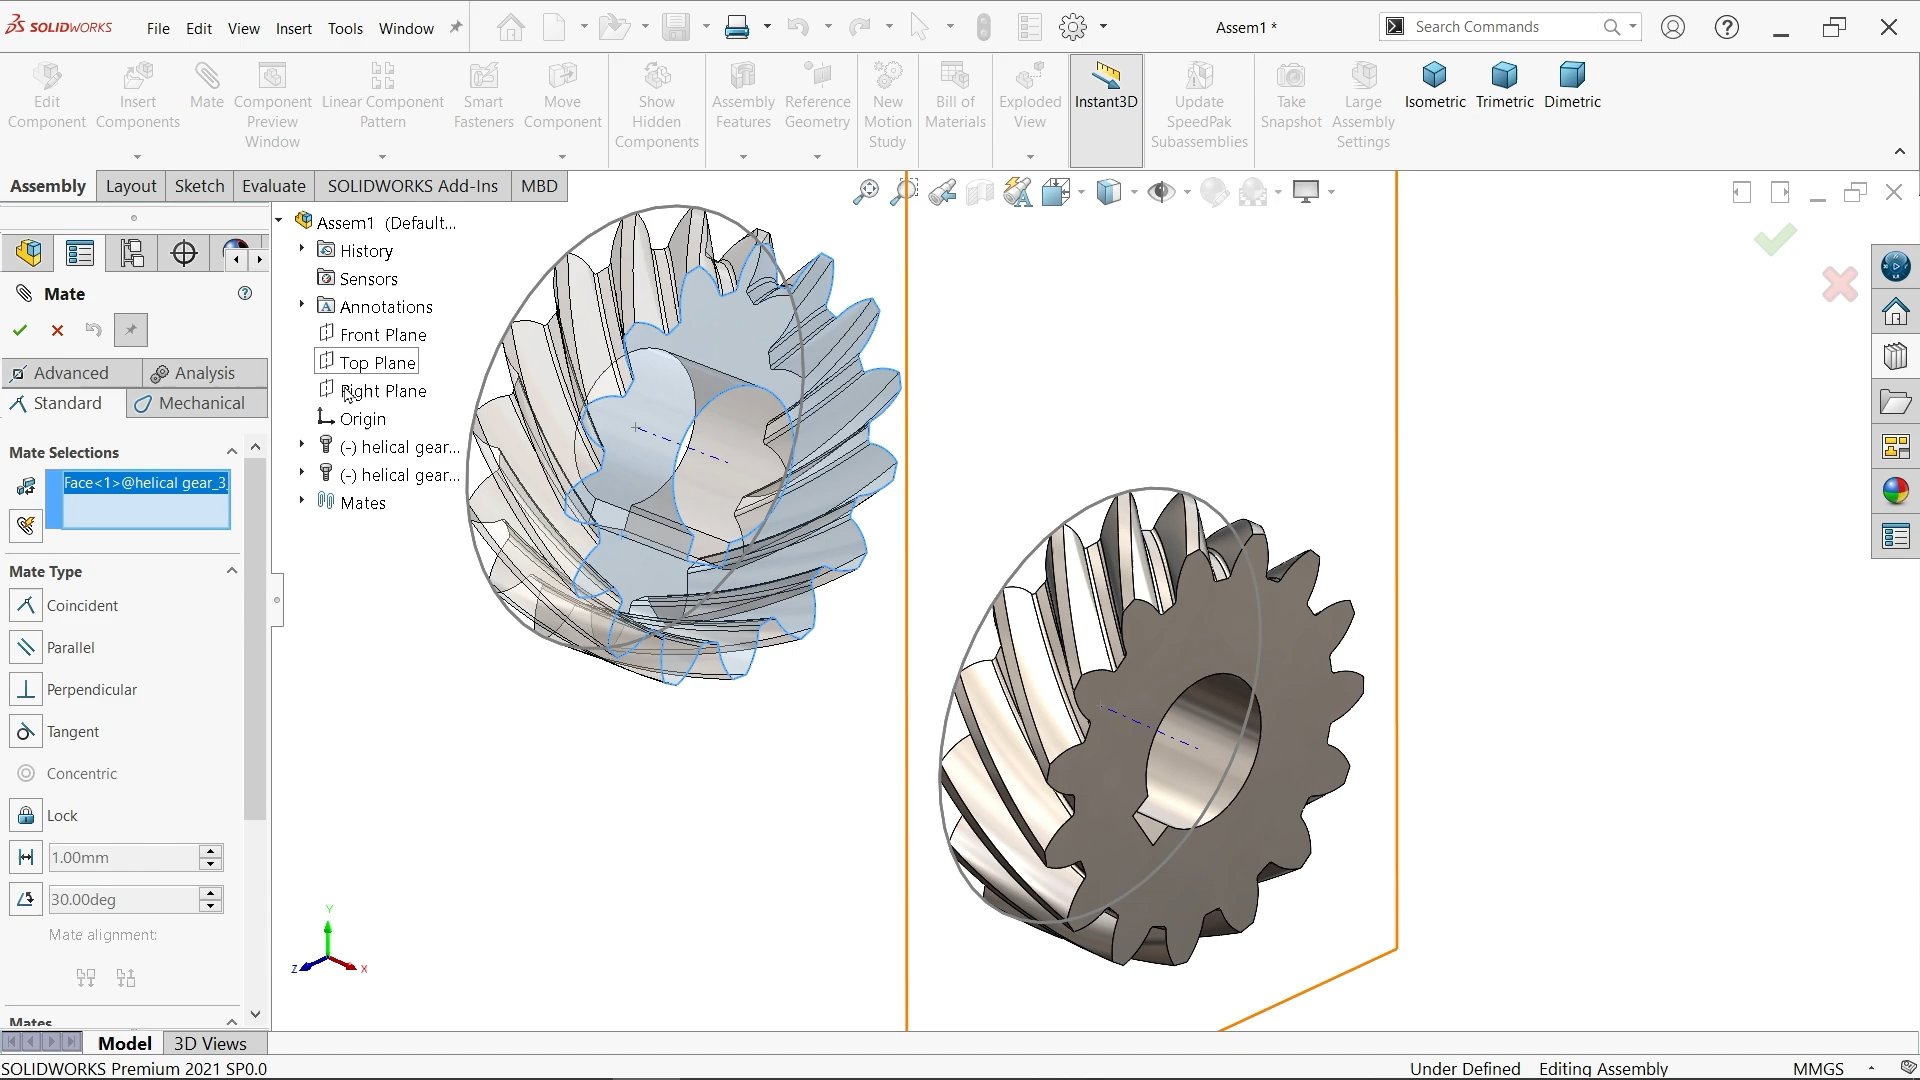 SOLIDWORKS File Edit View Insert Tools Window Assem1 * Search Commands
Edit Component
Insert Components
Mate
Component Preview Window
Linear Component Pattern
Smart Fasteners
Move Component
Show Hidden Components
Assembly Features
Reference Geometry
New Motion Study
Bill of Materials
Exploded View
Instant3D
Update SpeedPak Subassemblies
Take Snapshot
Large Assembly Settings
Isometric
Trimetric
Dimetric
Assembly Layout Sketch Evaluate SOLIDWORKS Add-Ins MBD
Assem1 (Default...
History
Sensors
Annotations
Front Plane
Top Plane
Right Plane
Origin
(-) helical gear...
(-) helical gear...
Mates
Mate
Advanced Analysis
Standard Mechanical
Mate Selections
Face<1>@helical gear_3
Mate Type
Coincident
Parallel
Perpendicular
Tangent
Concentric
Lock
1.00mm
30.00deg
Mate alignment:
Mates
Y
Z X
Model 3D Views
SOLIDWORKS Premium 2021 SP0.0 Under Defined Editing Assembly MMGS